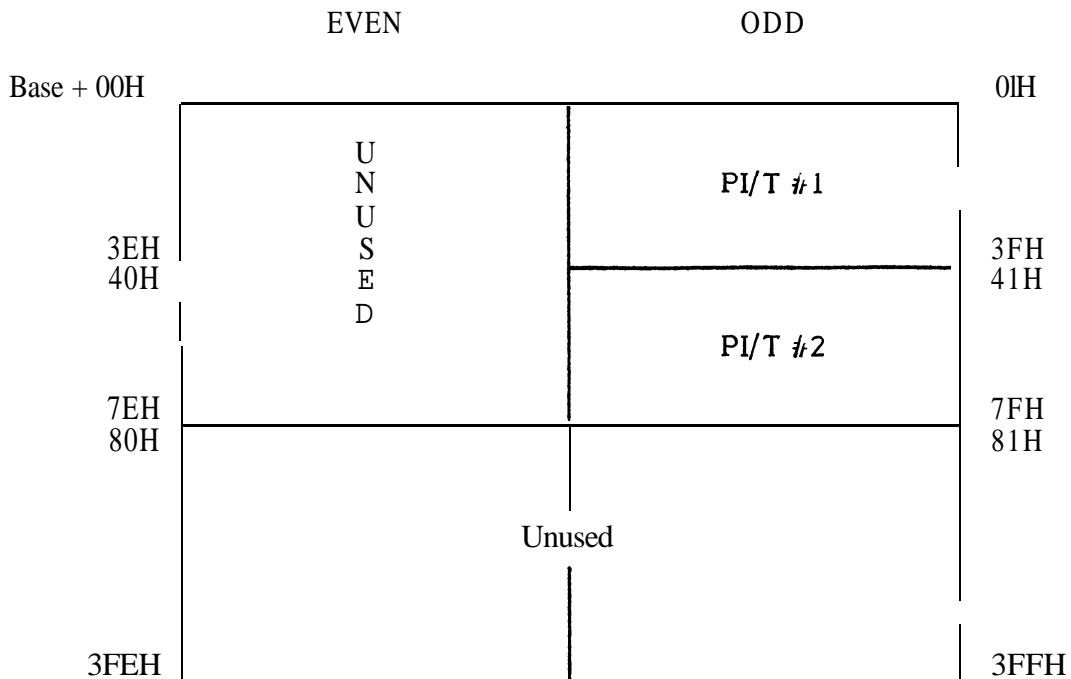 EVEN ODD
Base + 00H 01H
U
N
U
S
E
D
PI/T #1
3EH 3FH
40H 41H
PI/T #2
7EH 7FH
80H 81H
Unused
3FEH 3FFH